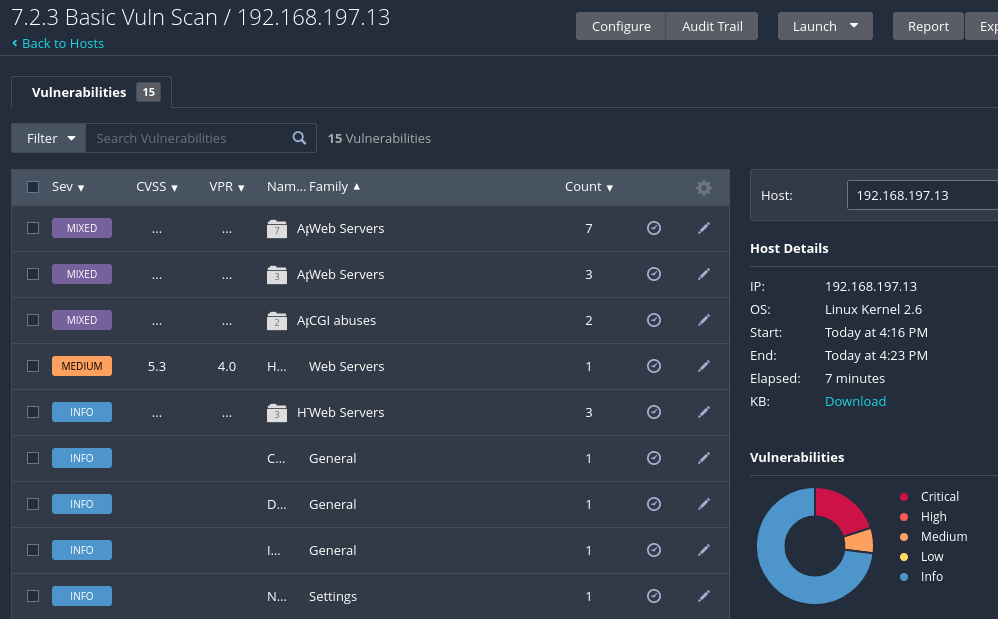 7.2.3 Basic Vuln Scan / 192.168.197.13
Configure Audit Trail Launch Report Exp
Back to Hosts
Vulnerabilities 15
Filter Search Vulnerabilities 15 Vulnerabilities
Sev CVSS VPR Nam... Family Count
MIXED ... ... 7 Ap Web Servers 7
MIXED ... ... 3 Ap Web Servers 3
MIXED ... ... 2 Ap CGI abuses 2
MEDIUM 5.3 4.0 H... Web Servers 1
INFO ... ... 3 HT Web Servers 3
INFO C... General 1
INFO D... General 1
INFO I... General 1
INFO N... Settings 1
Host: 192.168.197.13
Host Details
IP: 192.168.197.13
OS: Linux Kernel 2.6
Start: Today at 4:16 PM
End: Today at 4:23 PM
Elapsed: 7 minutes
KB: Download
Vulnerabilities
Critical
High
Medium
Low
Info